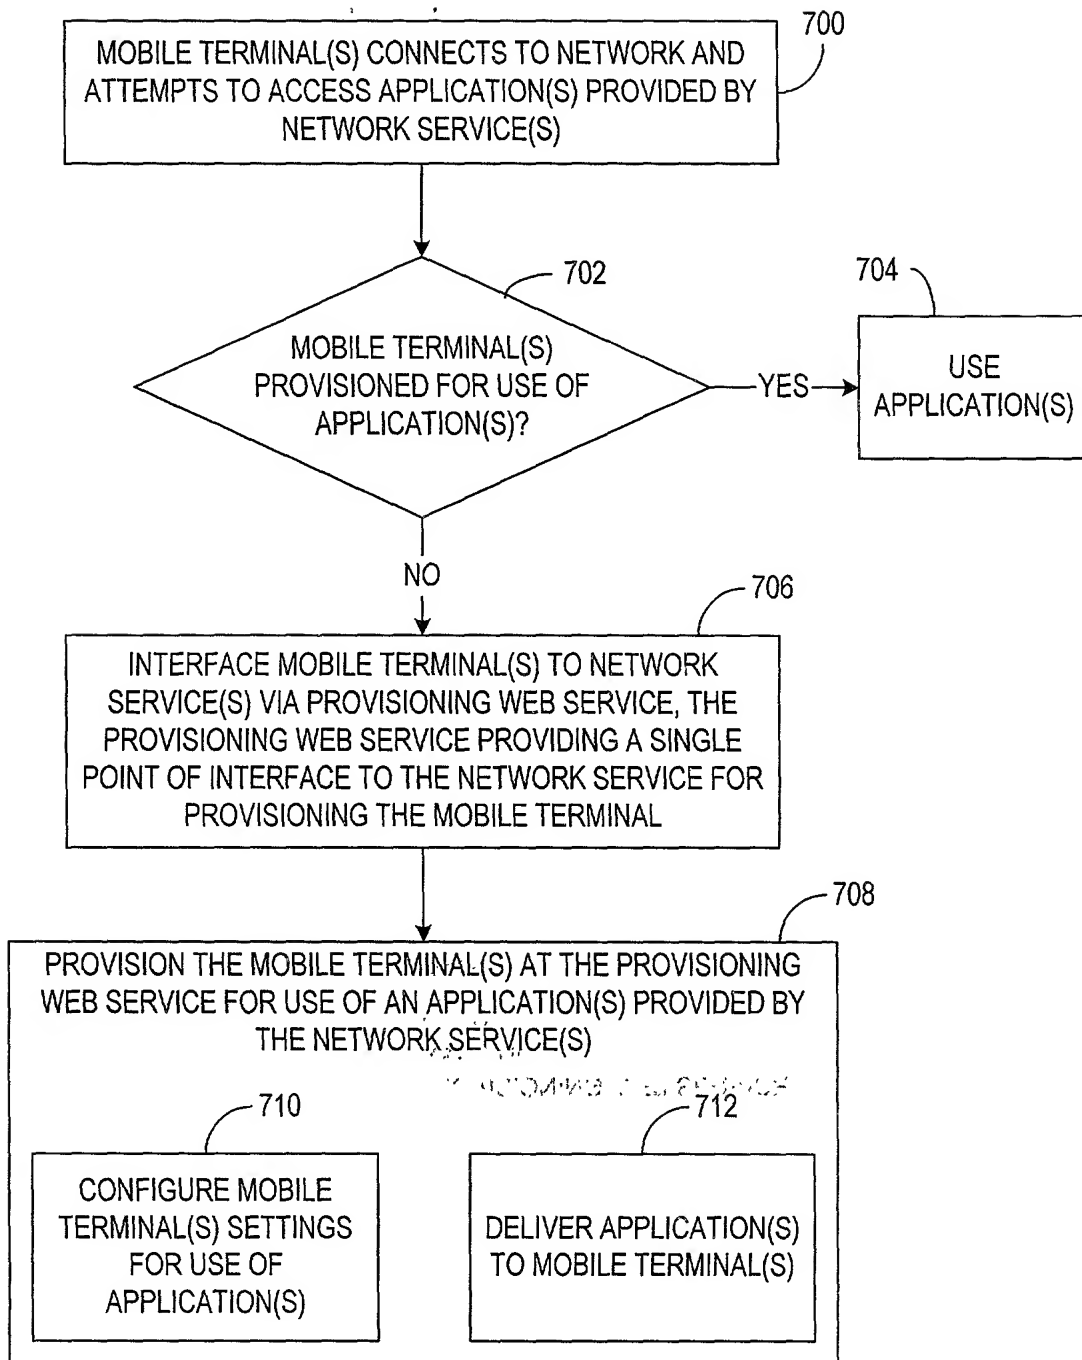 700
MOBILE TERMINAL(S) CONNECTS TO NETWORK AND
ATTEMPTS TO ACCESS APPLICATION(S) PROVIDED BY
NETWORK SERVICE(S)
702
704
MOBILE TERMINAL(S)
PROVISIONED FOR USE OF
APPLICATION(S)?
YES
USE
APPLICATION(S)
NO
706
INTERFACE MOBILE TERMINAL(S) TO NETWORK
SERVICE(S) VIA PROVISIONING WEB SERVICE, THE
PROVISIONING WEB SERVICE PROVIDING A SINGLE
POINT OF INTERFACE TO THE NETWORK SERVICE FOR
PROVISIONING THE MOBILE TERMINAL
708
PROVISION THE MOBILE TERMINAL(S) AT THE PROVISIONING
WEB SERVICE FOR USE OF AN APPLICATION(S) PROVIDED BY
THE NETWORK SERVICE(S)
710
712
CONFIGURE MOBILE
TERMINAL(S) SETTINGS
FOR USE OF
APPLICATION(S)
DELIVER APPLICATION(S)
TO MOBILE TERMINAL(S)